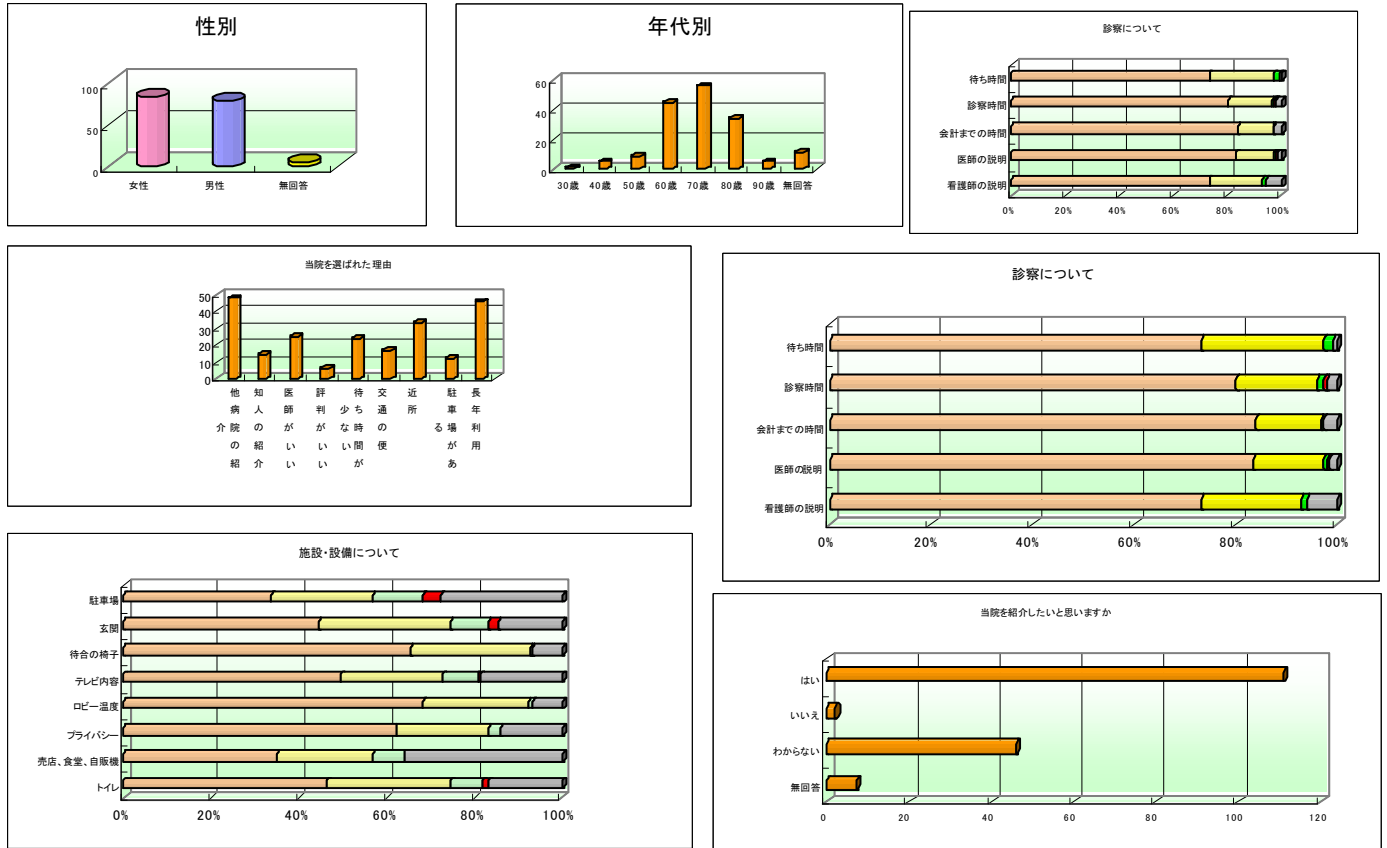 性別
100
50
0
女性 男性 無回答
年代別
60
40
20
0
30歳 40歳 50歳 60歳 70歳 80歳 90歳 無回答
診察について
待ち時間
診察時間
会計までの時間
医師の説明
看護師の説明
0% 20% 40% 60% 80% 100%
当院を選ばれた理由
50
40
30
20
10
0
他病院の紹介
知人の紹介
医師がいい
評判がいい
待ち時間が少ない
交通の便
近所
駐車場がある
長年利用
診察について
待ち時間
診察時間
会計までの時間
医師の説明
看護師の説明
0% 20% 40% 60% 80% 100%
施設・設備について
駐車場
玄関
待合の椅子
テレビ内容
ロビー温度
プライバシー
売店、食堂、自販機
トイレ
0% 20% 40% 60% 80% 100%
当院を紹介したいと思いますか
はい
いいえ
わからない
無回答
0 20 40 60 80 100 120